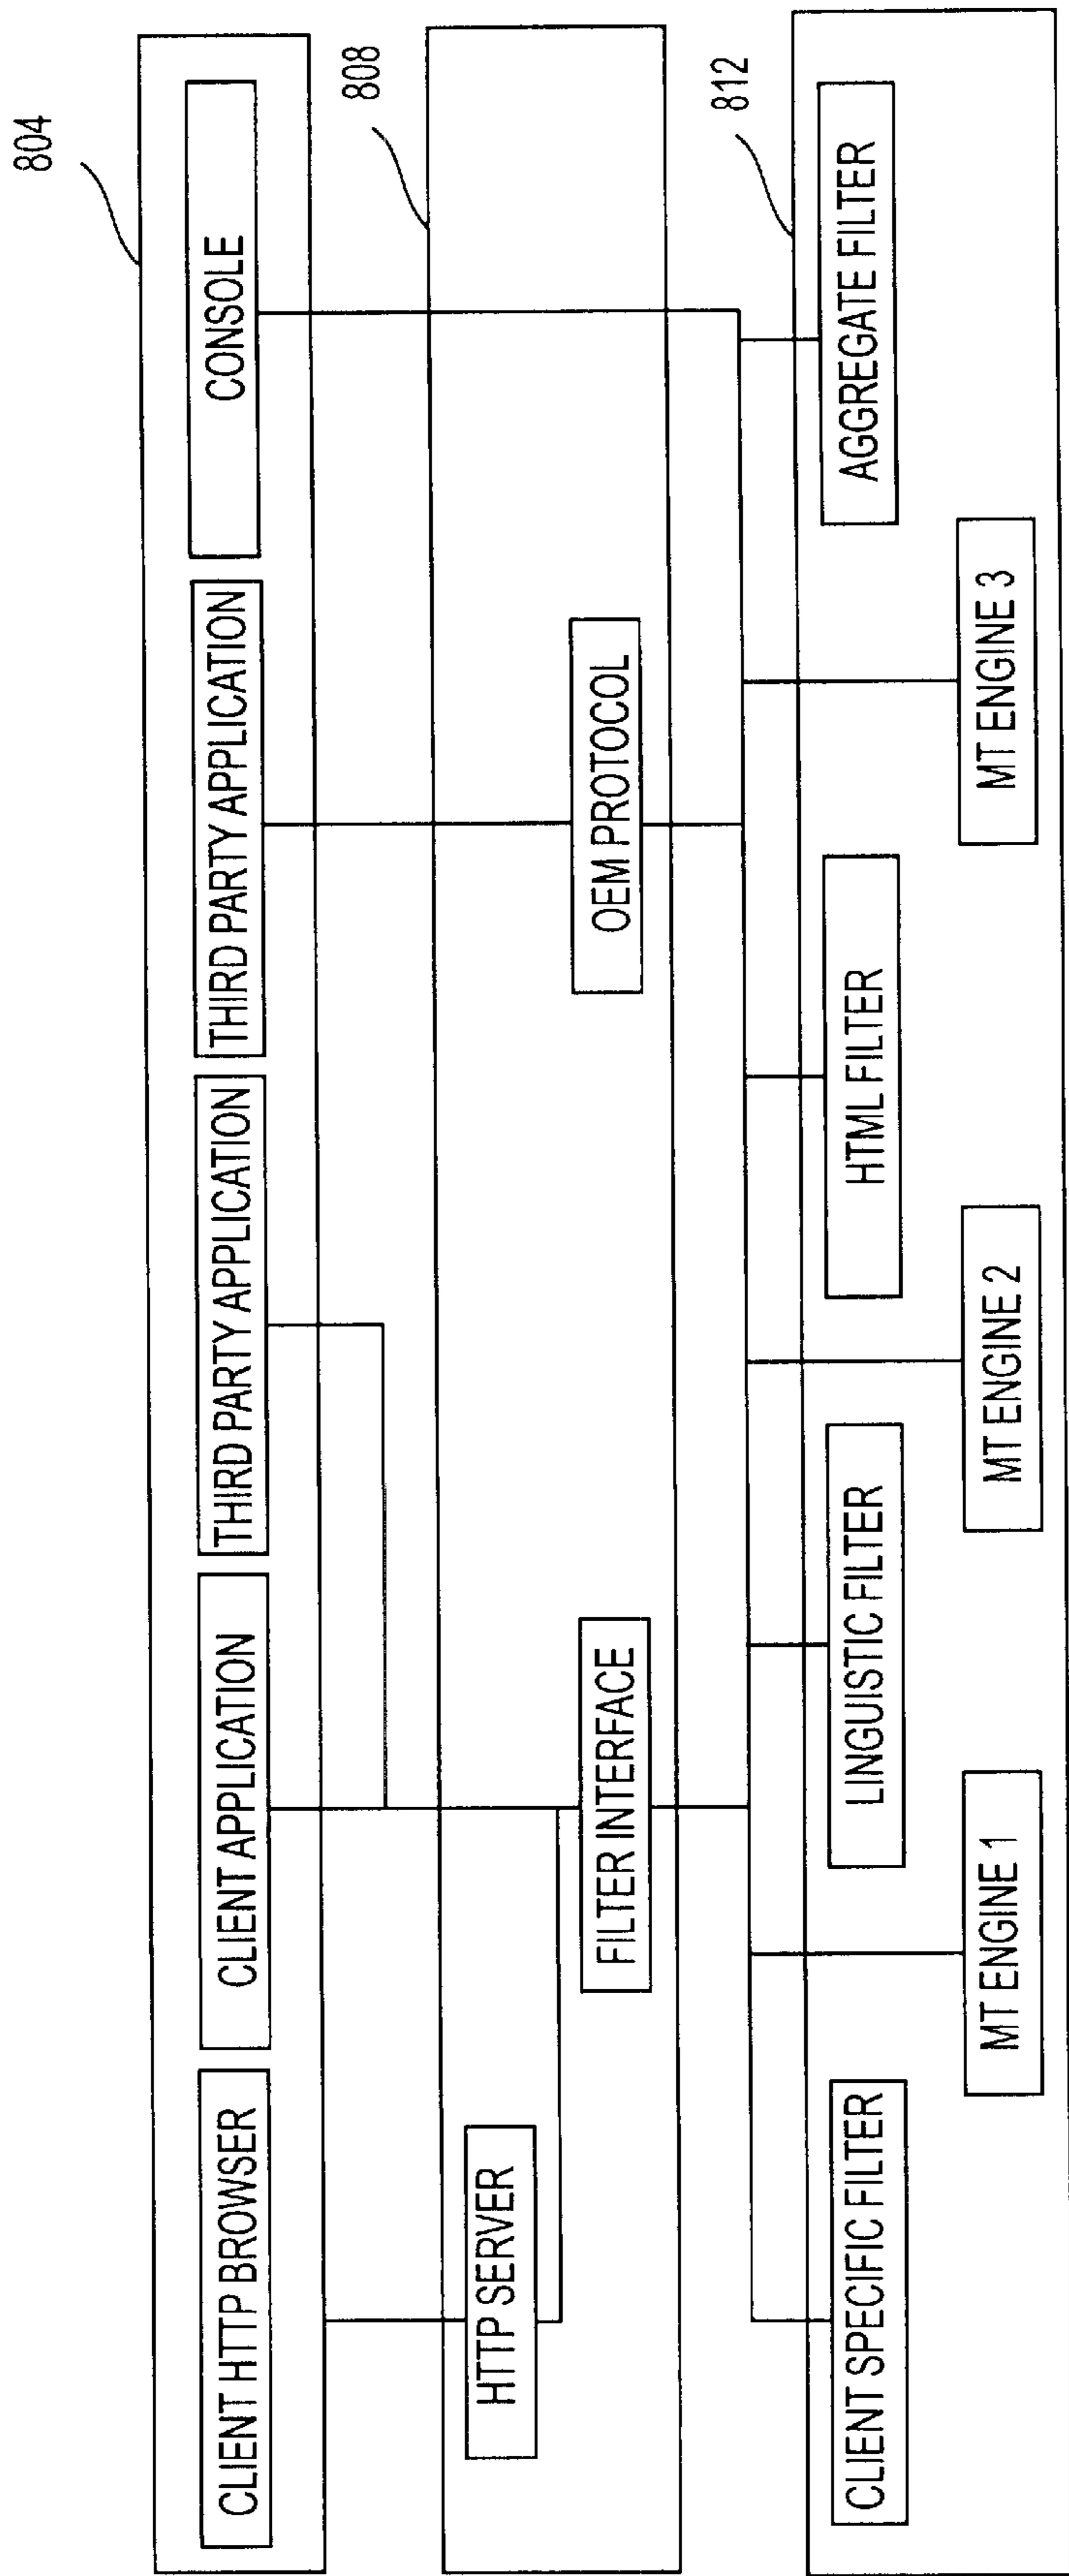 804
CLIENT HTTP BROWSER
CLIENT APPLICATION
THIRD PARTY APPLICATION
THIRD PARTY APPLICATION
CONSOLE
808
HTTP SERVER
FILTER INTERFACE
OEM PROTOCOL
812
CLIENT SPECIFIC FILTER
LINGUISTIC FILTER
HTML FILTER
AGGREGATE FILTER
MT ENGINE 1
MT ENGINE 2
MT ENGINE 3